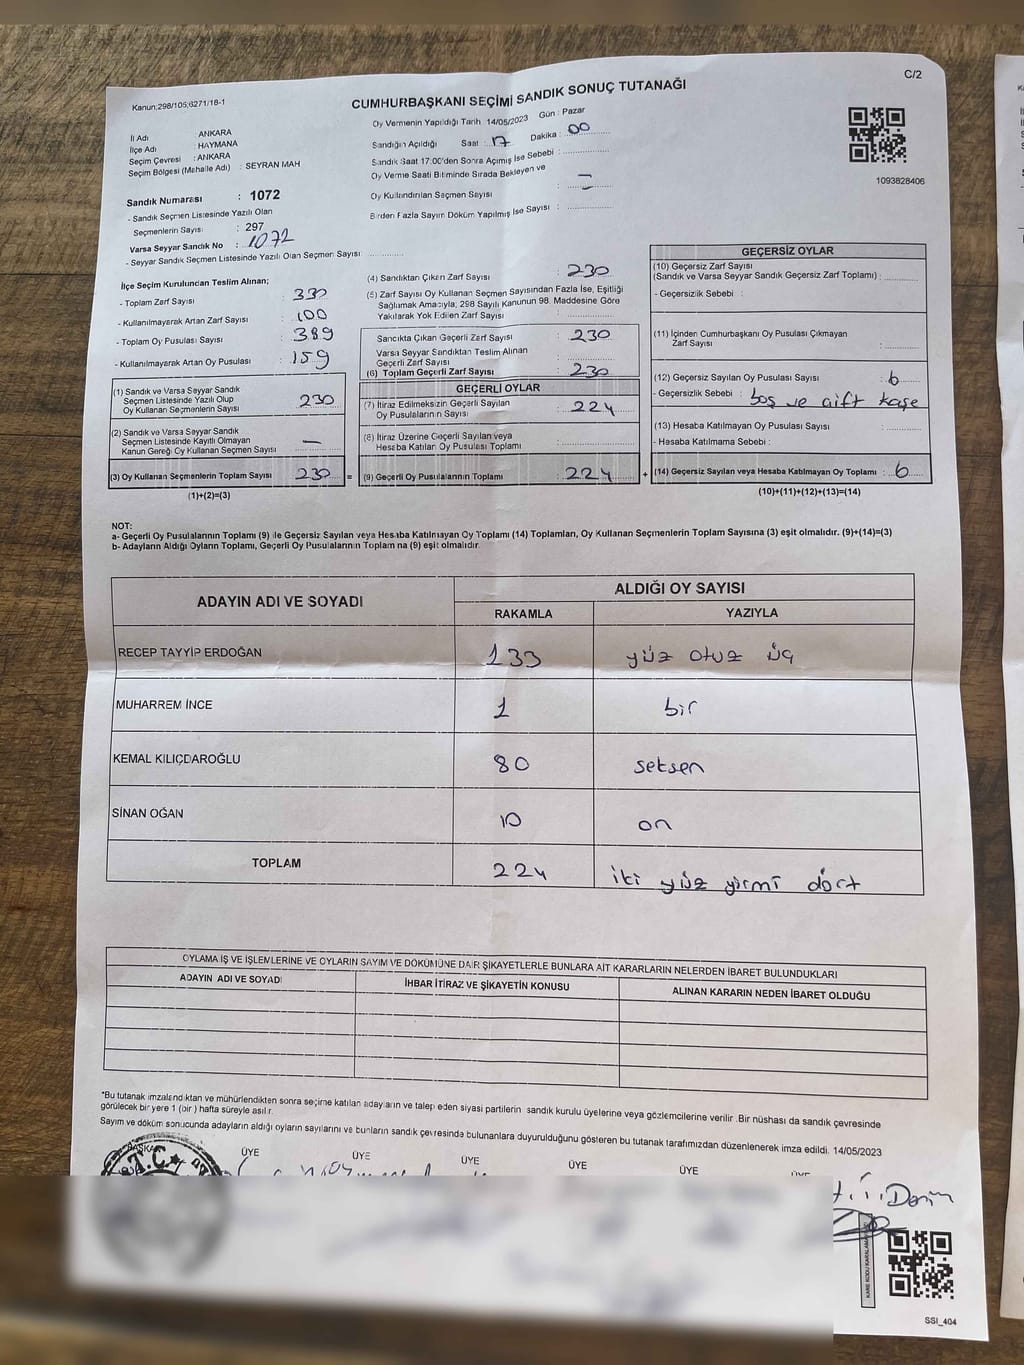 C/2
Kanun;298/105;6271/18-1
CUMHURBAŞKANI SEÇİMİ SANDIK SONUÇ TUTANAĞI
Oy Vermenin Yapıldığı Tarih 14/05/2023 Gün : Pazar
İl Adı ANKARA
İlçe Adı HAYMANA
Seçim Çevresi : ANKARA
Seçim Bölgesi (Mahalle Adı) : SEYRAN MAH
Sandığın Açıldığı Saat : 17 Dakika : 00
Sandık Saat 17:00'den Sonra Açımış İse Sebebi :
Oy Verme Saati Bitiminde Sırada Bekleyen ve
Oy Kullandırılan Seçmen Sayısı : —
Birden Fazla Sayım Döküm Yapılmış İse Sayısı :
1093828406
Sandık Numarası : 1072
- Sandık Seçmen Listesinde Yazılı Olan
Seçmenlerin Sayısı : 297
Varsa Seyyar Sandık No : 1072
- Seyyar Sandık Seçmen Listesinde Yazılı Olan Seçmen Sayısı
İlçe Seçim Kurulundan Teslim Alınan;
- Toplam Zarf Sayısı : 330
- Kullanılmayarak Artan Zarf Sayısı : 100
- Toplam Oy Pusulası Sayısı : 389
- Kullanılmayarak Artan Oy Pusulası : 159
(1) Sandık ve Varsa Seyyar Sandık
Seçmen Listesinde Yazılı Olup
Oy Kullanan Seçmenlerin Sayısı : 230
(2) Sandık ve Varsa Seyyar Sandık
Seçmen Listesinde Kayıtlı Olmayan
Kanun Gereği Oy Kullanan Seçmen Sayısı : —
(3) Oy Kullanan Seçmenlerin Toplam Sayısı : 230 =
(1)+(2)=(3)
(4) Sandıktan Çıkan Zarf Sayısı : 230
(5) Zarf Sayısı Oy Kullanan Seçmen Sayısından Fazla İse, Eşitliği
Sağlamak Amacıyla; 298 Sayılı Kanunun 98. Maddesine Göre
Yakılarak Yok Edilen Zarf Sayısı :
Sandıkta Çıkan Geçerli Zarf Sayısı : 230
Varsa Seyyar Sandıktan Teslim Alınan
Geçerli Zarf Sayısı :
(6) Toplam Geçerli Zarf Sayısı : 230
GEÇERLİ OYLAR
(7) İtiraz Edilmeksizin Geçerli Sayılan
Oy Pusulalarının Sayısı : 224
(8) İtiraz Üzerine Geçerli Sayılan veya
Hesaba Katılan Oy Pusulası Toplamı :
(9) Geçerli Oy Pusulalarının Toplamı : 224 +
GEÇERSİZ OYLAR
(10) Geçersiz Zarf Sayısı
(Sandık ve Varsa Seyyar Sandık Geçersiz Zarf Toplamı) :
- Geçersizlik Sebebi :
(11) İçinden Cumhurbaşkanı Oy Pusulası Çıkmayan
Zarf Sayısı :
(12) Geçersiz Sayılan Oy Pusulası Sayısı : 6
- Geçersizlik Sebebi : boş ve çift kaşe
(13) Hesaba Katılmayan Oy Pusulası Sayısı :
- Hesaba Katılmama Sebebi :
(14) Geçersiz Sayılan veya Hesaba Katılmayan Oy Toplamı : 6
(10)+(11)+(12)+(13)=(14)
NOT:
a- Geçerli Oy Pusulalarının Toplamı (9) ile Geçersiz Sayılan veya Hesaba Katılmayan Oy Toplamı (14) Toplamları, Oy Kullanan Seçmenlerin Toplam Sayısına (3) eşit olmalıdır. (9)+(14)=(3)
b- Adayların Aldığı Oyların Toplamı, Geçerli Oy Pusulalarının Toplamına (9) eşit olmalıdır.
ADAYIN ADI VE SOYADI
ALDIĞI OY SAYISI
RAKAMLA YAZIYLA
RECEP TAYYİP ERDOĞAN 133 yüz otuz üç
MUHARREM İNCE 1 bir
KEMAL KILIÇDAROĞLU 80 seksen
SİNAN OĞAN 10 on
TOPLAM 224 iki yüz yirmi dört
OYLAMA İŞ VE İŞLEMLERİNE VE OYLARIN SAYIM VE DÖKÜMÜNE DAİR ŞİKAYETLERLE BUNLARA AİT KARARLARIN NELERDEN İBARET BULUNDUKLARI
ADAYIN ADI VE SOYADI İHBAR İTİRAZ VE ŞİKAYETİN KONUSU ALINAN KARARIN NEDEN İBARET OLDUĞU
*Bu tutanak imzalandıktan ve mühürlendikten sonra seçime katılan adayların ve talep eden siyasi partilerin sandık kurulu üyelerine veya gözlemcilerine verilir .Bir nüshası da sandık çevresinde
görülecek bir yere 1 (bir ) hafta süreyle asılır.
Sayım ve döküm sonucunda adayların aldığı oyların sayılarını ve bunların sandık çevresinde bulunanlara duyurulduğunu gösteren bu tutanak tarafımızdan düzenlenerek imza edildi. 14/05/2023
BAŞKAN ÜYE ÜYE ÜYE ÜYE ÜYE
T.C.
SSI_404